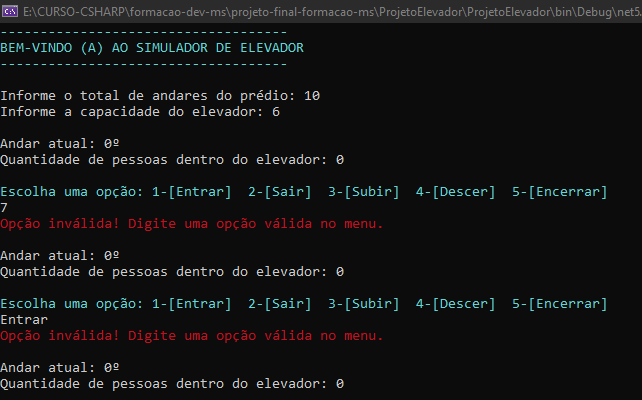 E:\CURSO-CSHARP\formacao-dev-ms\projeto-final-formacao-ms\ProjetoElevador\ProjetoElevador\bin\Debug\net5.
------------------------------------
BEM-VINDO (A) AO SIMULADOR DE ELEVADOR
------------------------------------
Informe o total de andares do prédio: 10
Informe a capacidade do elevador: 6
Andar atual: 0º
Quantidade de pessoas dentro do elevador: 0
Escolha uma opção: 1-[Entrar]  2-[Sair]  3-[Subir]  4-[Descer]  5-[Encerrar]
7
Opção inválida! Digite uma opção válida no menu.
Andar atual: 0º
Quantidade de pessoas dentro do elevador: 0
Escolha uma opção: 1-[Entrar]  2-[Sair]  3-[Subir]  4-[Descer]  5-[Encerrar]
Entrar
Opção inválida! Digite uma opção válida no menu.
Andar atual: 0º
Quantidade de pessoas dentro do elevador: 0